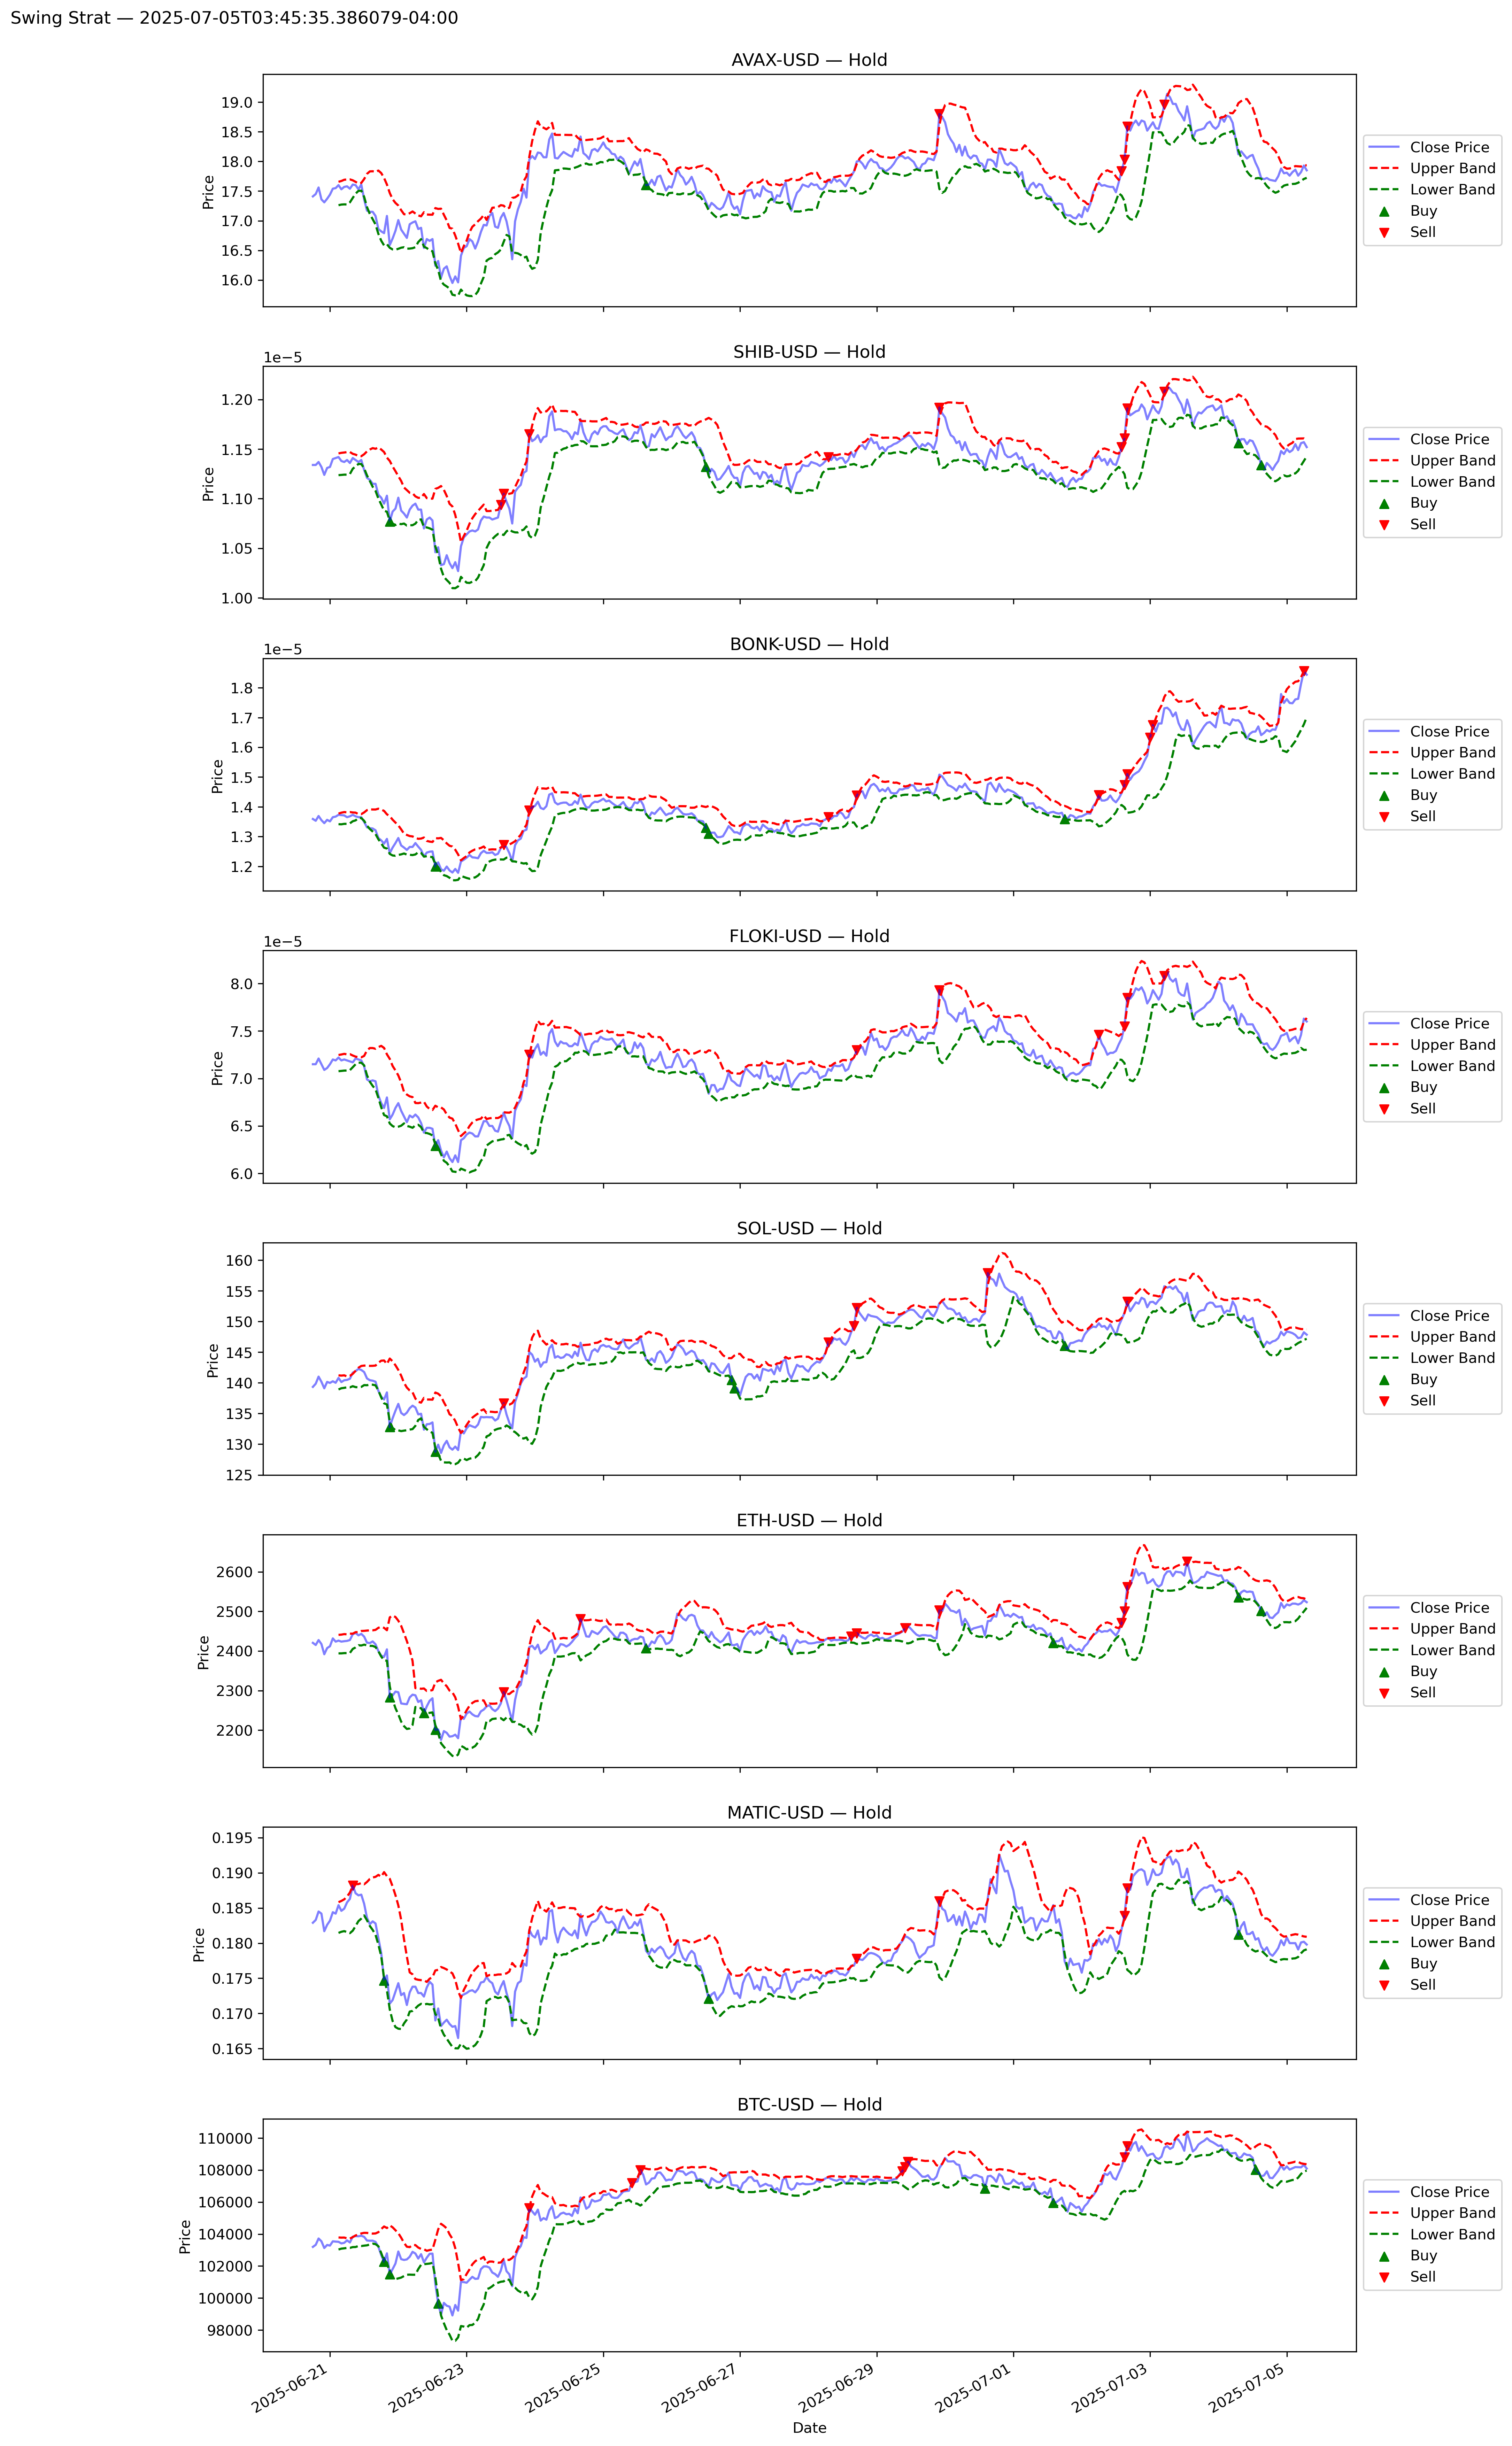 Swing Strat — 2025-07-05T03:45:35.386079-04:00
AVAX-USD — Hold
19.0
18.5
18.0
17.5
17.0
16.5
16.0
Price
Close Price
Upper Band
Lower Band
Buy
Sell
SHIB-USD — Hold
1e−5
1.20
1.15
1.10
1.05
1.00
Price
Close Price
Upper Band
Lower Band
Buy
Sell
BONK-USD — Hold
1e−5
1.8
1.7
1.6
1.5
1.4
1.3
1.2
Price
Close Price
Upper Band
Lower Band
Buy
Sell
FLOKI-USD — Hold
1e−5
8.0
7.5
7.0
6.5
6.0
Price
Close Price
Upper Band
Lower Band
Buy
Sell
SOL-USD — Hold
160
155
150
145
140
135
130
125
Price
Close Price
Upper Band
Lower Band
Buy
Sell
ETH-USD — Hold
2600
2500
2400
2300
2200
Price
Close Price
Upper Band
Lower Band
Buy
Sell
MATIC-USD — Hold
0.195
0.190
0.185
0.180
0.175
0.170
0.165
Price
Close Price
Upper Band
Lower Band
Buy
Sell
BTC-USD — Hold
110000
108000
106000
104000
102000
100000
98000
Price
Close Price
Upper Band
Lower Band
Buy
Sell
2025-06-21
2025-06-23
2025-06-25
2025-06-27
2025-06-29
2025-07-01
2025-07-03
2025-07-05
Date